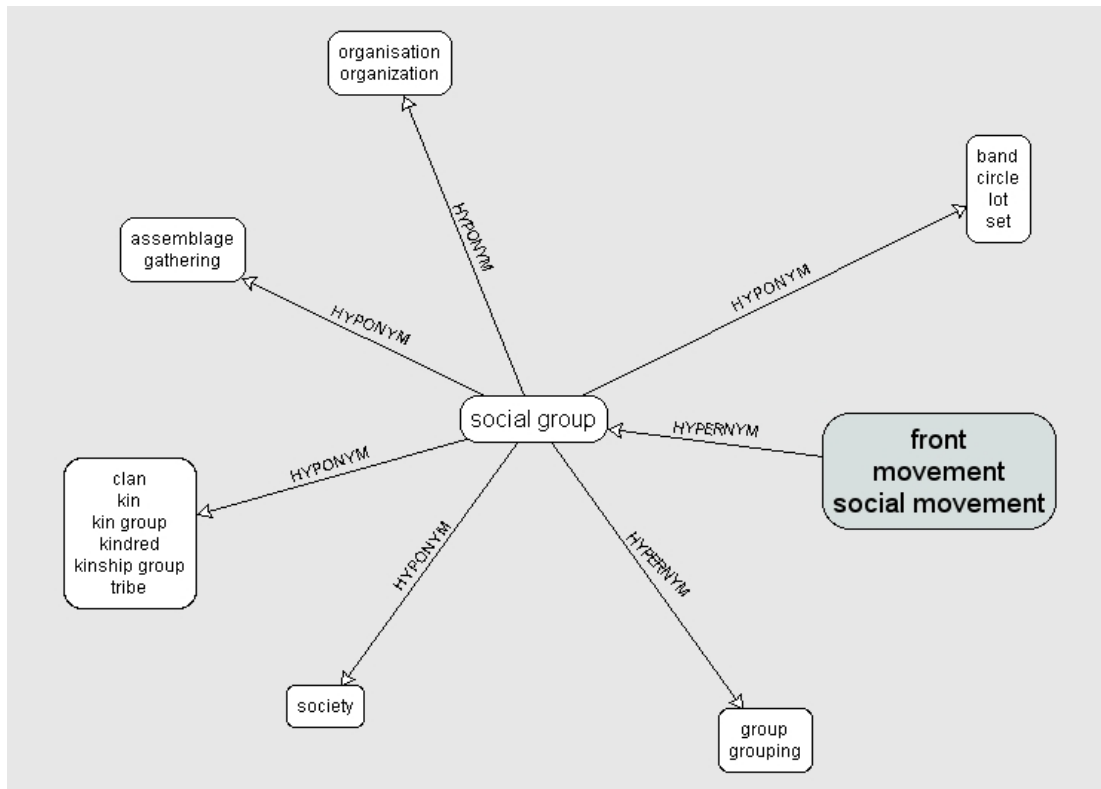 organisation
organization
band
circle
lot
set
HYPONYM
assemblage
gathering
HYPONYM
HYPONYM
social group
HYPERNYM
front
movement
social movement
clan
kin
kin group
kindred
kinship group
tribe
HYPONYM
HYPONYM
HYPERNYM
society
group
grouping